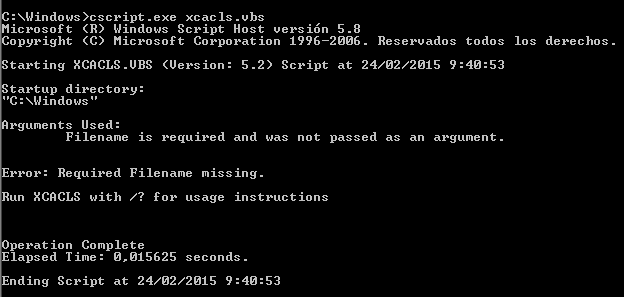 C:\Windows>cscript.exe xcacls.vbs
Microsoft (R) Windows Script Host versión 5.8
Copyright (C) Microsoft Corporation 1996-2006. Reservados todos los derechos.
Starting XCACLS.VBS (Version: 5.2) Script at 24/02/2015 9:40:53
Startup directory:
"C:\Windows"
Arguments Used:
Filename is required and was not passed as an argument.
Error: Required Filename missing.
Run XCACLS with /? for usage instructions
Operation Complete
Elapsed Time: 0,015625 seconds.
Ending Script at 24/02/2015 9:40:53